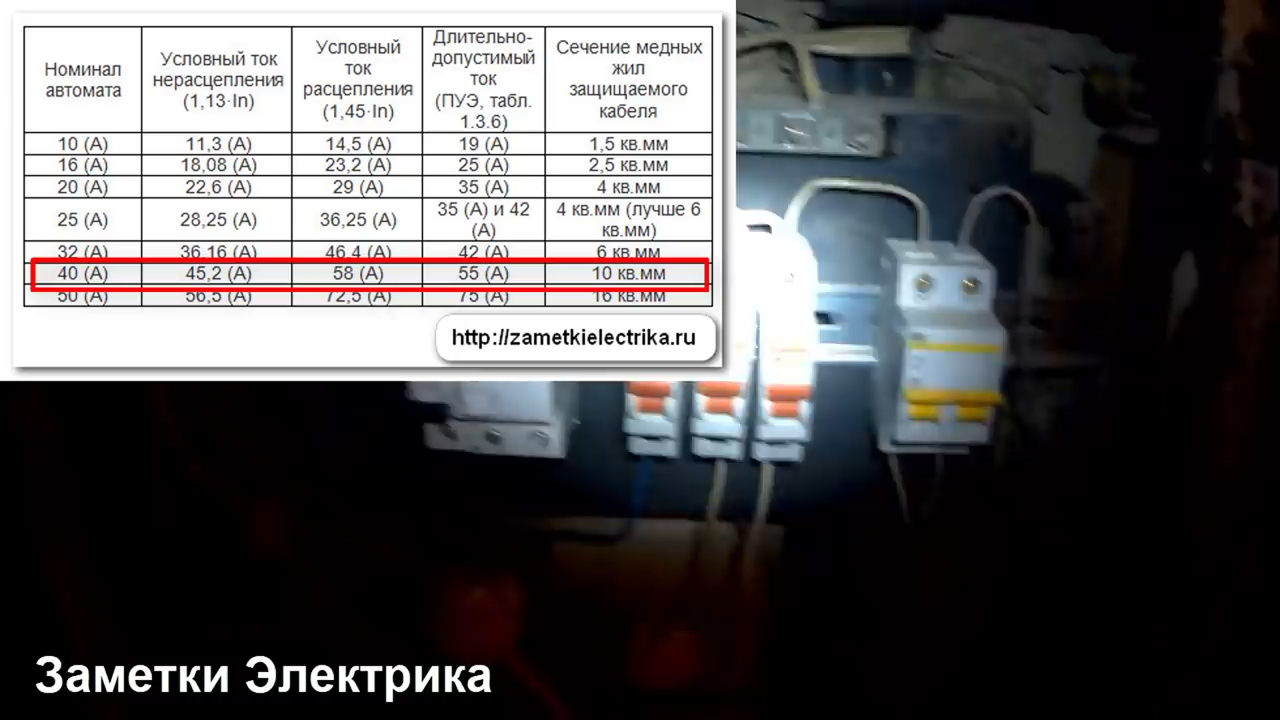 Номинал автомата
Условный ток нерасцепления (1,13·In)
Условный ток расцепления (1,45·In)
Длительно-допустимый ток (ПУЭ, табл. 1.3.6)
Сечение медных жил защищаемого кабеля
10 (А) 11,3 (А) 14,5 (А) 19 (А) 1,5 кв.мм
16 (А) 18,08 (А) 23,2 (А) 25 (А) 2,5 кв.мм
20 (А) 22,6 (А) 29 (А) 35 (А) 4 кв.мм
25 (А) 28,25 (А) 36,25 (А) 35 (А) и 42 (А) 4 кв.мм (лучше 6 кв.мм)
32 (А) 36,16 (А) 46,4 (А) 42 (А) 6 кв.мм
40 (А) 45,2 (А) 58 (А) 55 (А) 10 кв.мм
50 (А) 56,5 (А) 72,5 (А) 75 (А) 16 кв.мм
http://zametkielectrika.ru
Заметки Электрика